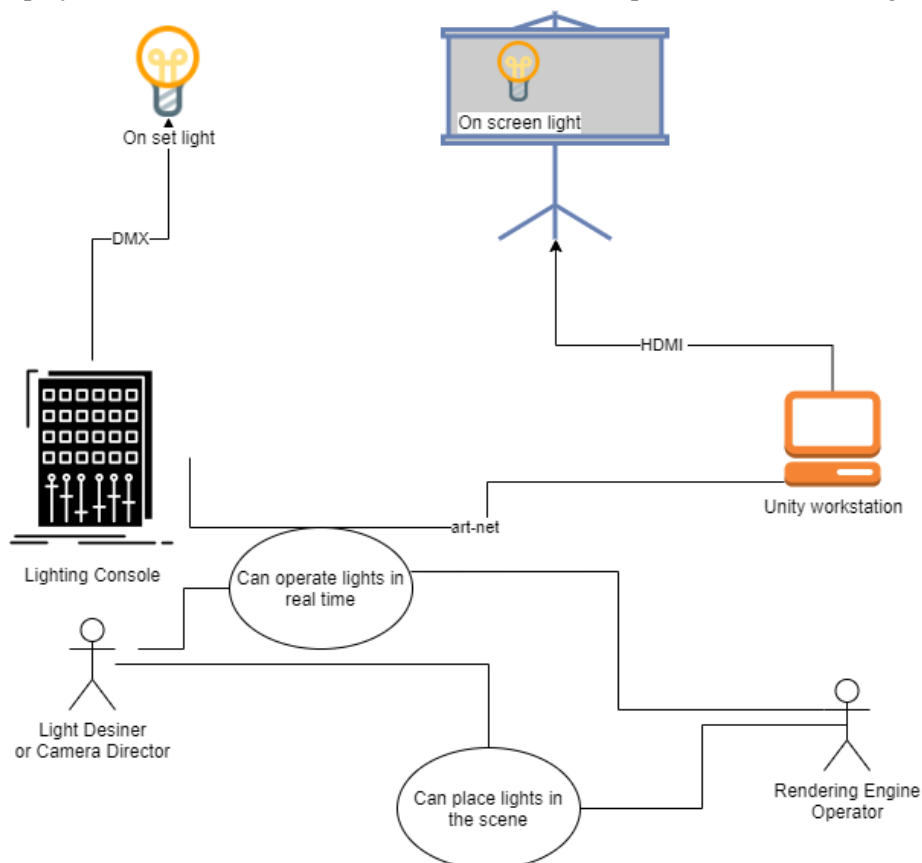 On set light
On screen light
DMX
HDMI
Unity workstation
art-net
Lighting Console
Can operate lights in
real time
Light Desiner
or Camera Director
Can place lights in
the scene
Rendering Engine
Operator